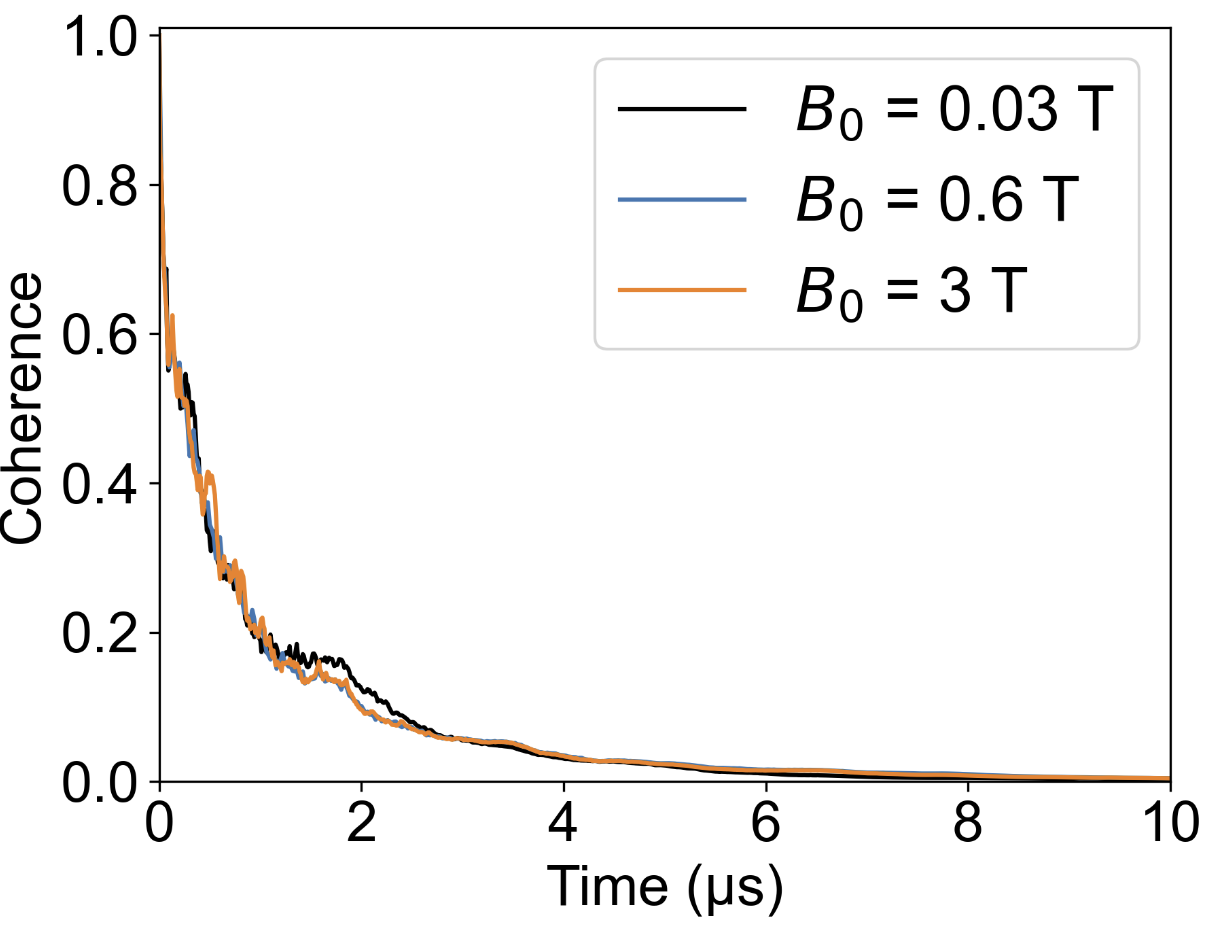 1.0
0.8
0.6
0.4
0.2
0.0
Coherence
B₀ = 0.03 T
B₀ = 0.6 T
B₀ = 3 T
0 2 4 6 8 10
Time (μs)